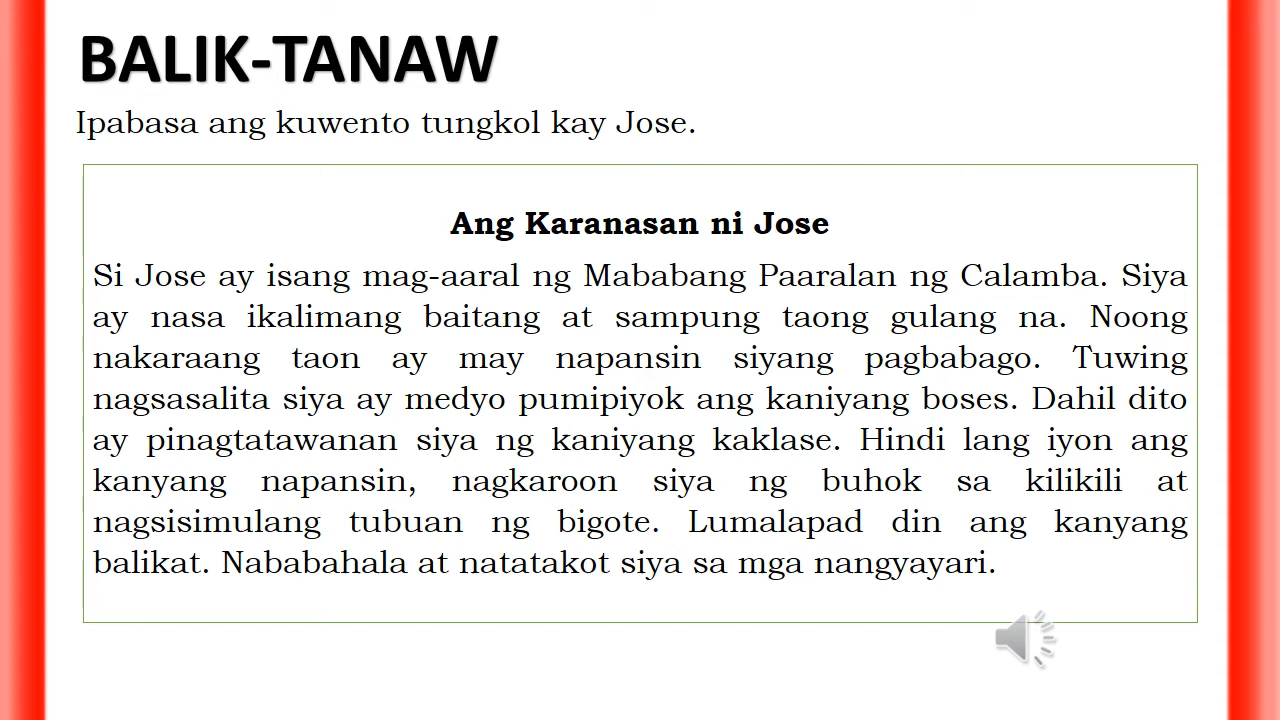 BALIK-TANAW
Ipabasa ang kuwento tungkol kay Jose.
Ang Karanasan ni Jose
Si Jose ay isang mag-aaral ng Mababang Paaralan ng Calamba. Siya
ay nasa ikalimang baitang at sampung taong gulang na. Noong
nakaraang taon ay may napansin siyang pagbabago. Tuwing
nagsasalita siya ay medyo pumipiyok ang kaniyang boses. Dahil dito
ay pinagtatawanan siya ng kaniyang kaklase. Hindi lang iyon ang
kanyang napansin, nagkaroon siya ng buhok sa kilikili at
nagsisimulang tubuan ng bigote. Lumalapad din ang kanyang
balikat. Nababahala at natatakot siya sa mga nangyayari.